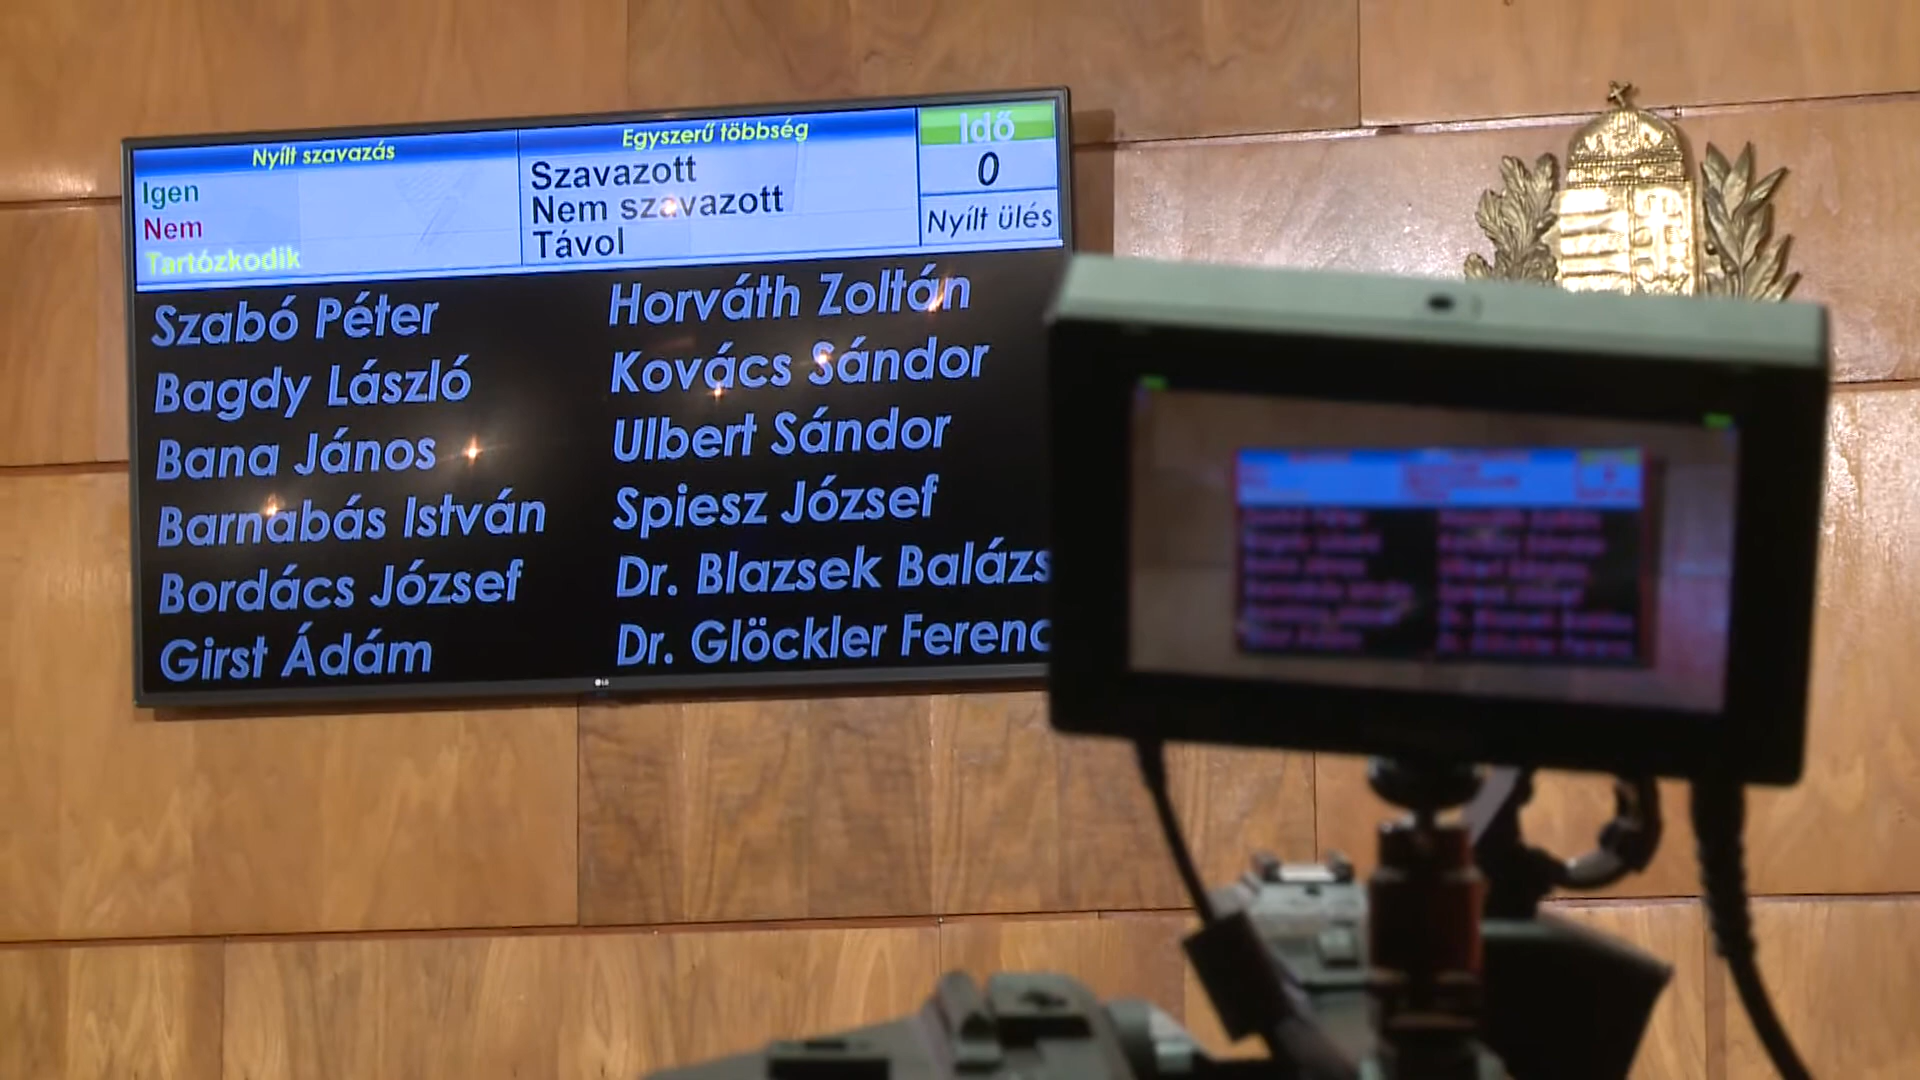 Nyílt szavazás
Igen
Nem
Tartózkodik
Egyszerű többség
Szavazott
Nem szavazott
Távol
Idő
0
Nyílt ülés
Szabó Péter
Bagdy László
Bana János
Barnabás István
Bordács József
Girst Ádám
Horváth Zoltán
Kovács Sándor
Ulbert Sándor
Spiesz József
Dr. Blazsek Balázs
Dr. Glöckler Ferenc
LG